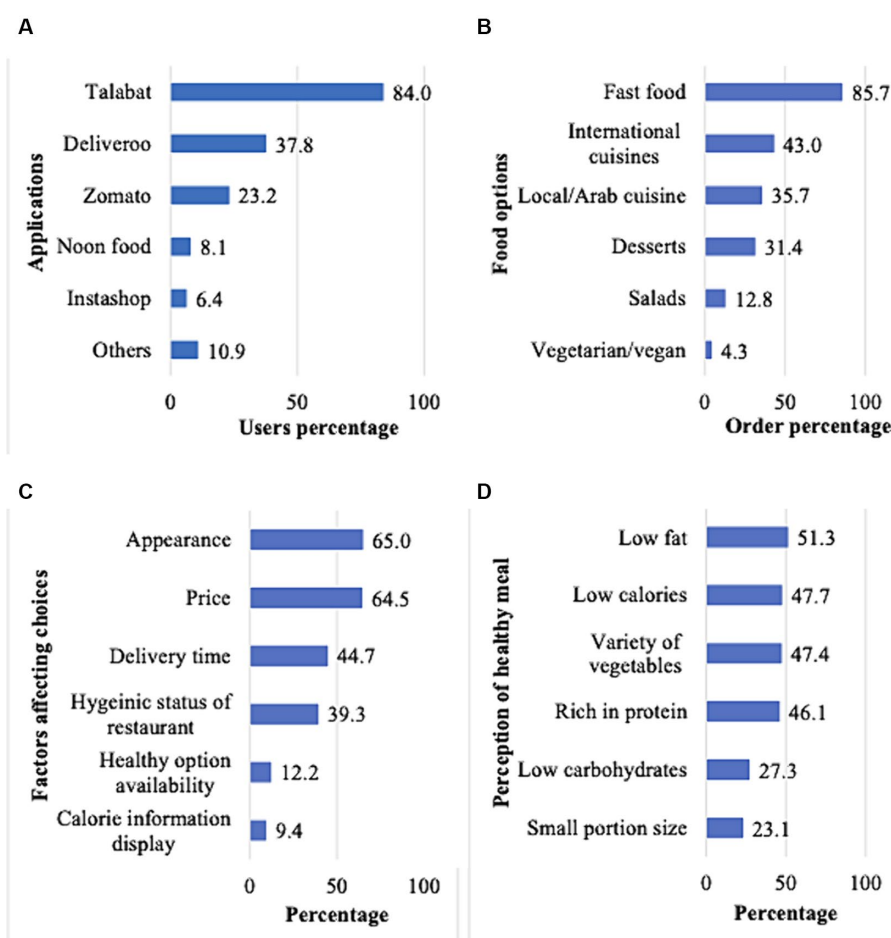 A
Applications
Talabat 84.0
Deliveroo 37.8
Zomato 23.2
Noon food 8.1
Instashop 6.4
Others 10.9
0 50 100
Users percentage
B
Food options
Fast food 85.7
International
cuisines 43.0
Local/Arab cuisine 35.7
Desserts 31.4
Salads 12.8
Vegetarian/vegan 4.3
0 50 100
Order percentage
C
Factors affecting choices
Appearance 65.0
Price 64.5
Delivery time 44.7
Hygeinic status of
restaurant 39.3
Healthy option
availability 12.2
Calorie information
display 9.4
0 50 100
Percentage
D
Perception of healthy meal
Low fat 51.3
Low calories 47.7
Variety of
vegetables 47.4
Rich in protein 46.1
Low carbohydrates 27.3
Small portion size 23.1
0 50 100
Percentage